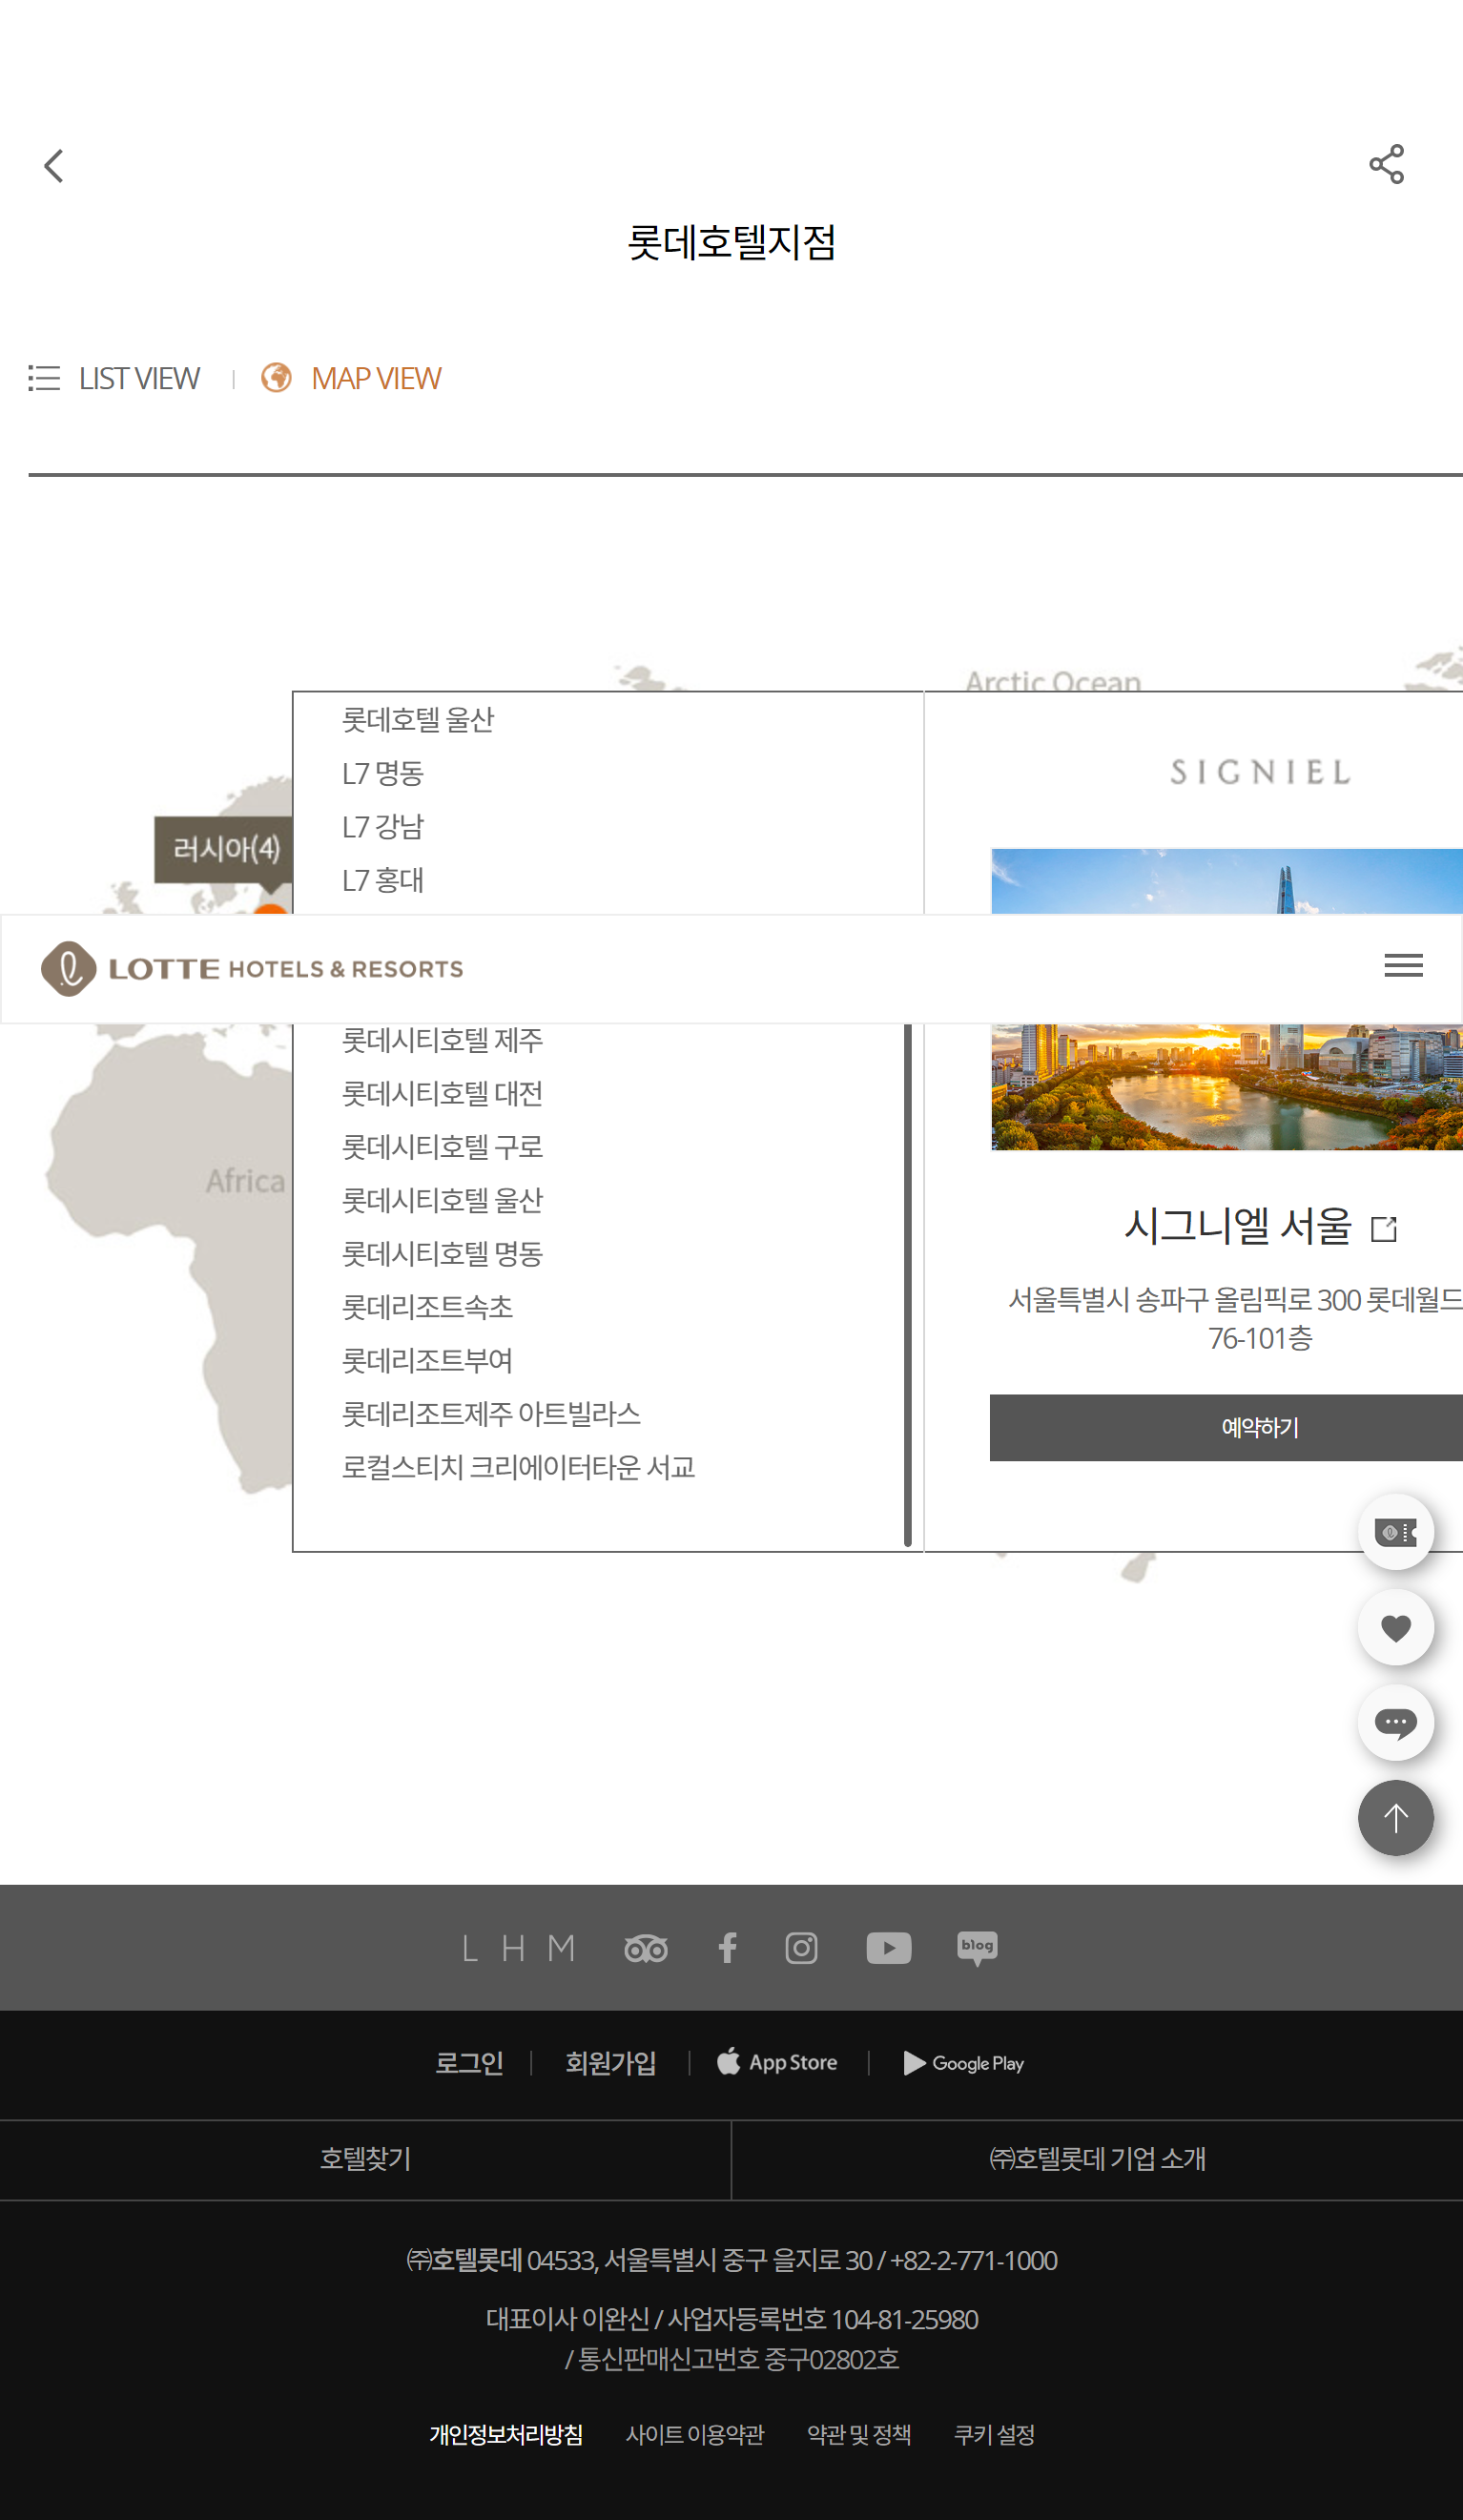 롯데호텔지점
LIST VIEW
MAP VIEW
Arctic Ocean
러시아(4)
Africa
롯데호텔 울산
L7 명동
L7 강남
L7 홍대
LOTTE HOTELS & RESORTS
롯데시티호텔 제주
롯데시티호텔 대전
롯데시티호텔 구로
롯데시티호텔 울산
롯데시티호텔 명동
롯데리조트속초
롯데리조트부여
롯데리조트제주 아트빌라스
로컬스티치 크리에이터타운 서교
SIGNIEL
시그니엘 서울
서울특별시 송파구 올림픽로 300 롯데월드
76-101층
예약하기
LHM
blog
로그인
회원가입
App Store
Google Play
호텔찾기
㈜호텔롯데 기업 소개
㈜호텔롯데 04533, 서울특별시 중구 을지로 30 / +82-2-771-1000
대표이사 이완신 / 사업자등록번호 104-81-25980
/ 통신판매신고번호 중구02802호
개인정보처리방침 사이트 이용약관 약관 및 정책 쿠키 설정